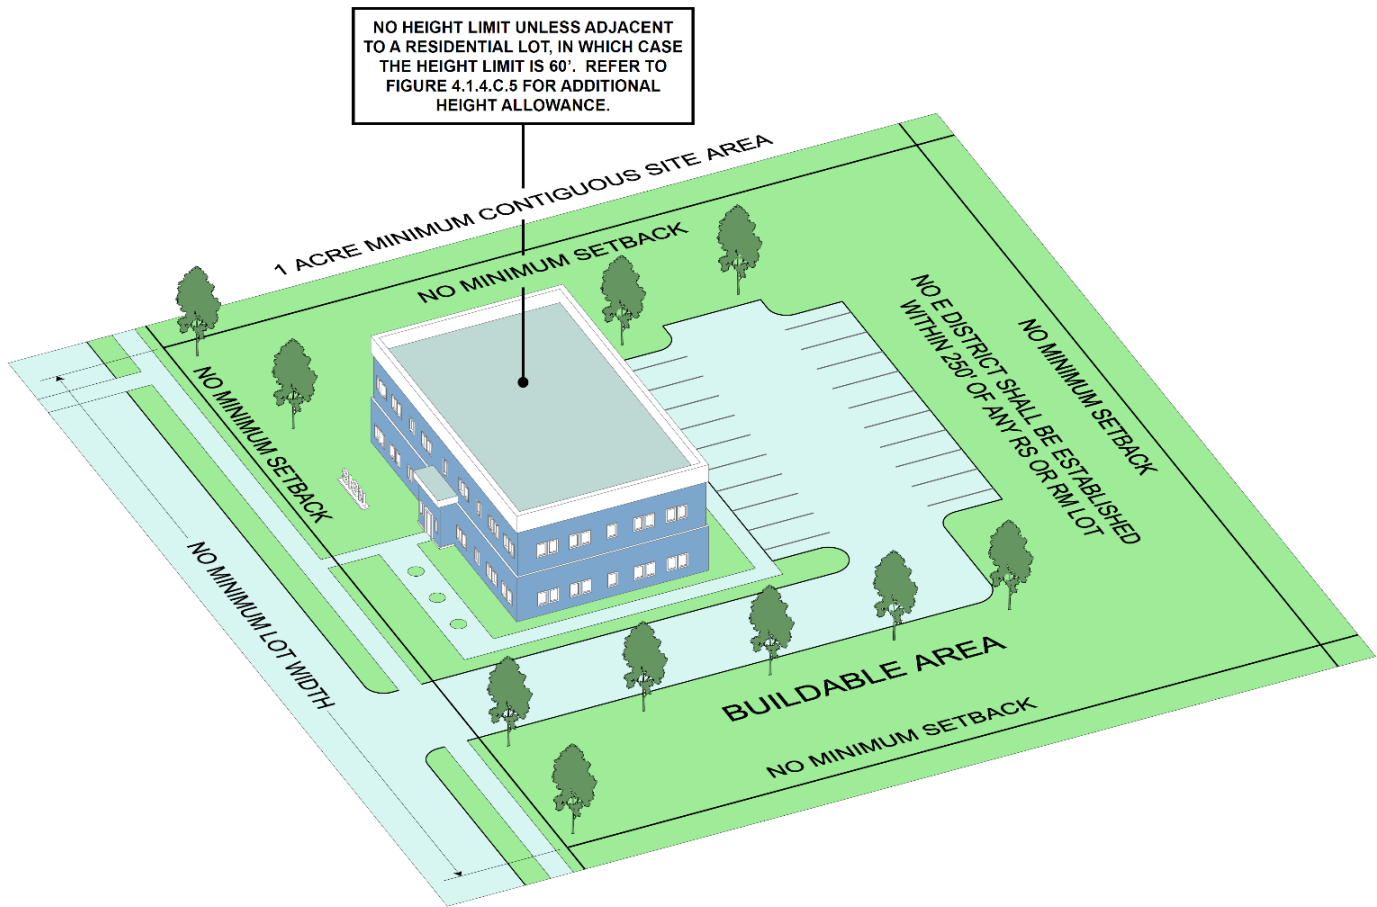 NO HEIGHT LIMIT UNLESS ADJACENT
TO A RESIDENTIAL LOT, IN WHICH CASE
THE HEIGHT LIMIT IS 60'. REFER TO
FIGURE 4.1.4.C.5 FOR ADDITIONAL
HEIGHT ALLOWANCE.
1 ACRE MINIMUM CONTIGUOUS SITE AREA
NO MINIMUM SETBACK
NO MINIMUM SETBACK
NO E DISTRICT SHALL BE ESTABLISHED
WITHIN 250' OF ANY RS OR RM LOT
NO MINIMUM SETBACK
SIGN
NO MINIMUM LOT WIDTH
BUILDABLE AREA
NO MINIMUM SETBACK